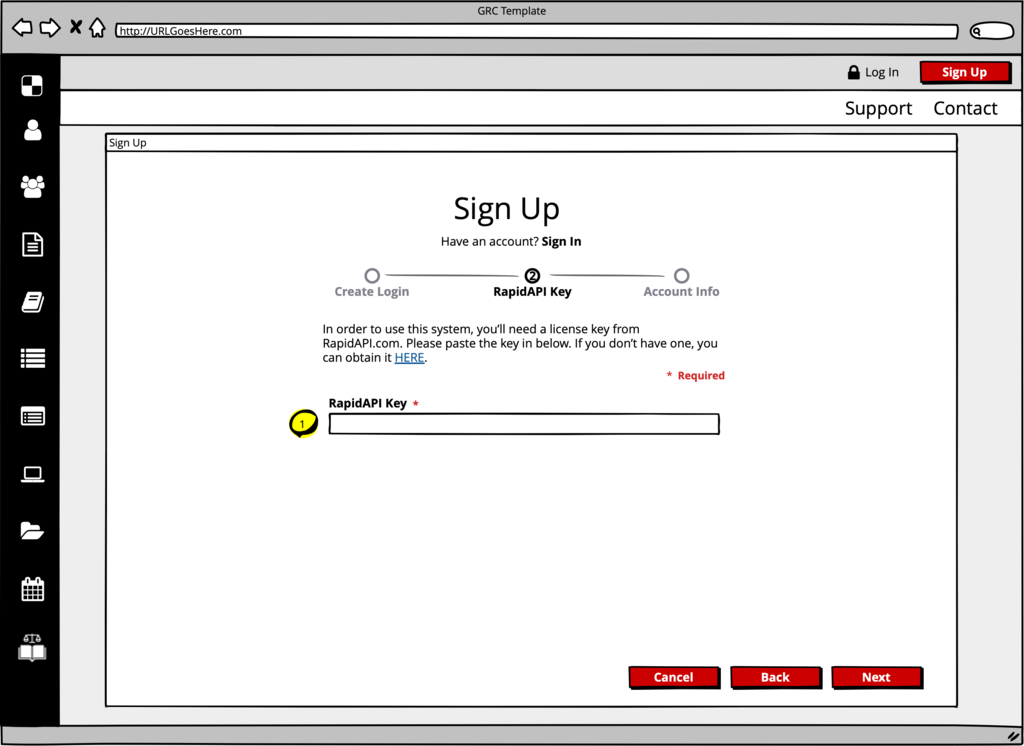 GRC Template
http://URLGoesHere.com
Log In
Sign Up
Support Contact
Sign Up
Sign Up
Have an account? Sign In
2
Create Login RapidAPI Key Account Info
In order to use this system, you'll need a license key from
RapidAPI.com. Please paste the key in below. If you don't have one, you
can obtain it HERE.
* Required
RapidAPI Key *
1
Cancel Back Next